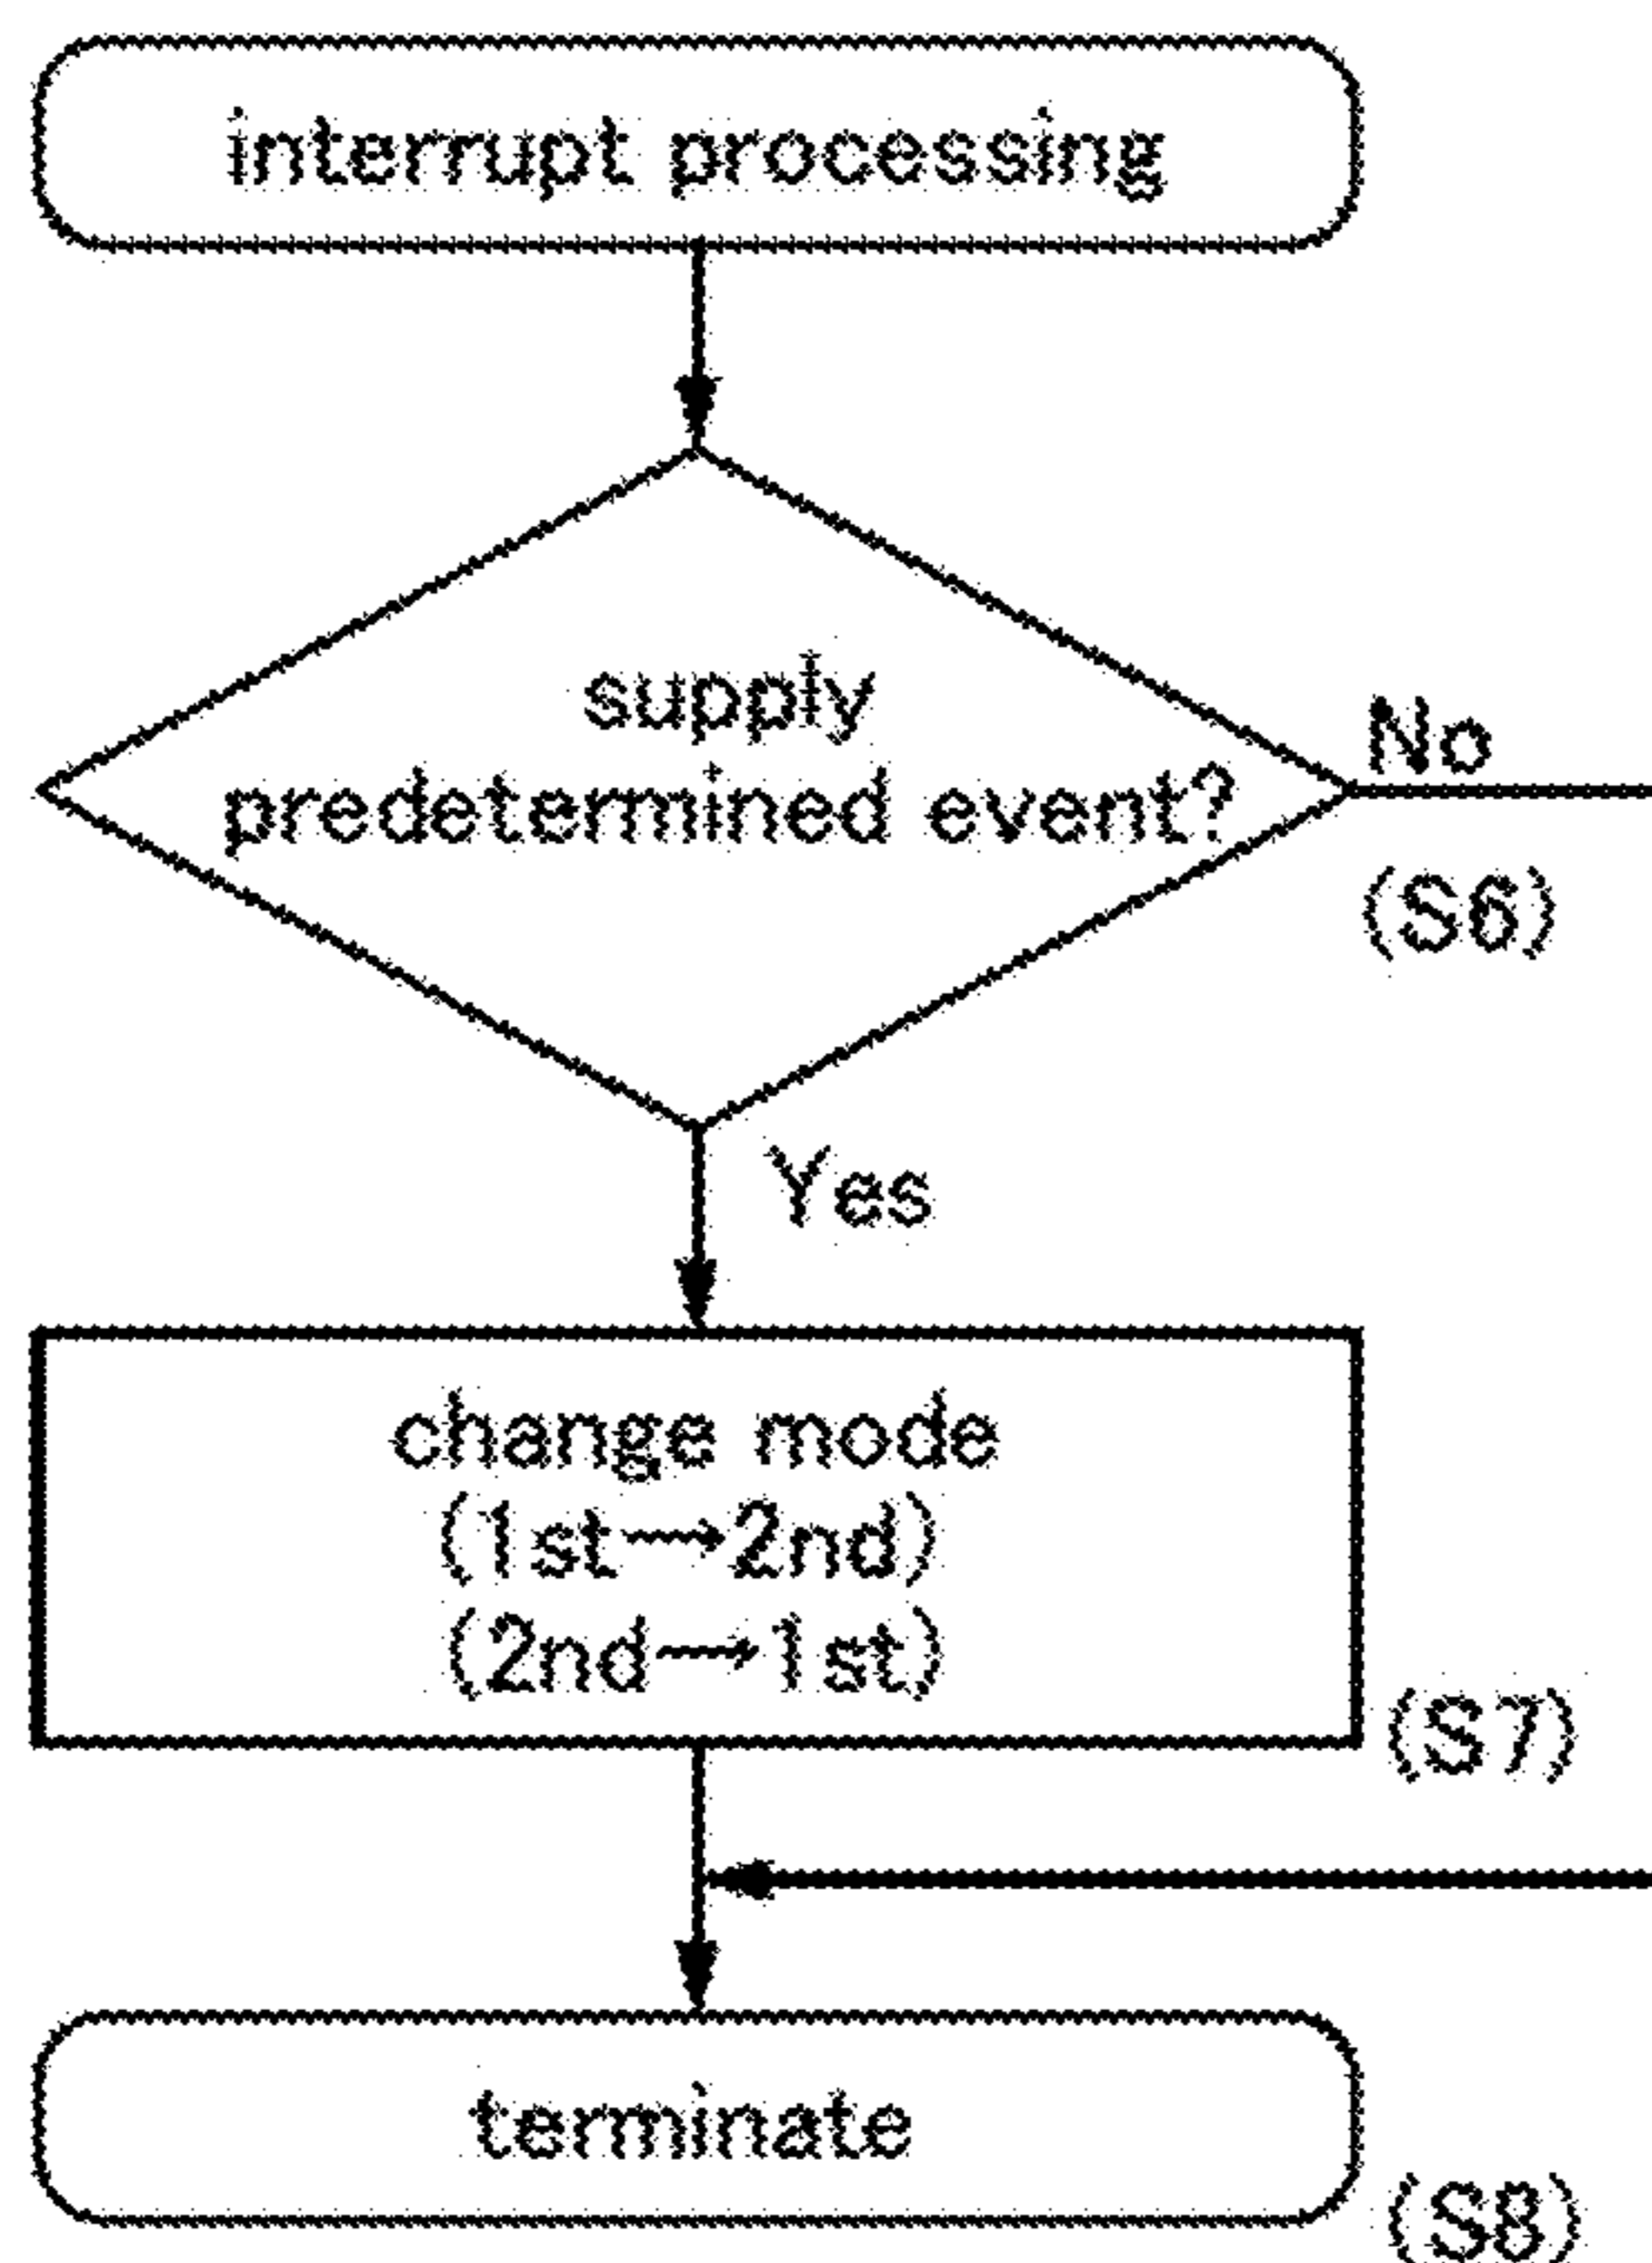 interrupt processing
supply
predetermined event?
No
(S6)
Yes
change mode
(1st→2nd)
(2nd→1st)
(S7)
terminate
(S8)